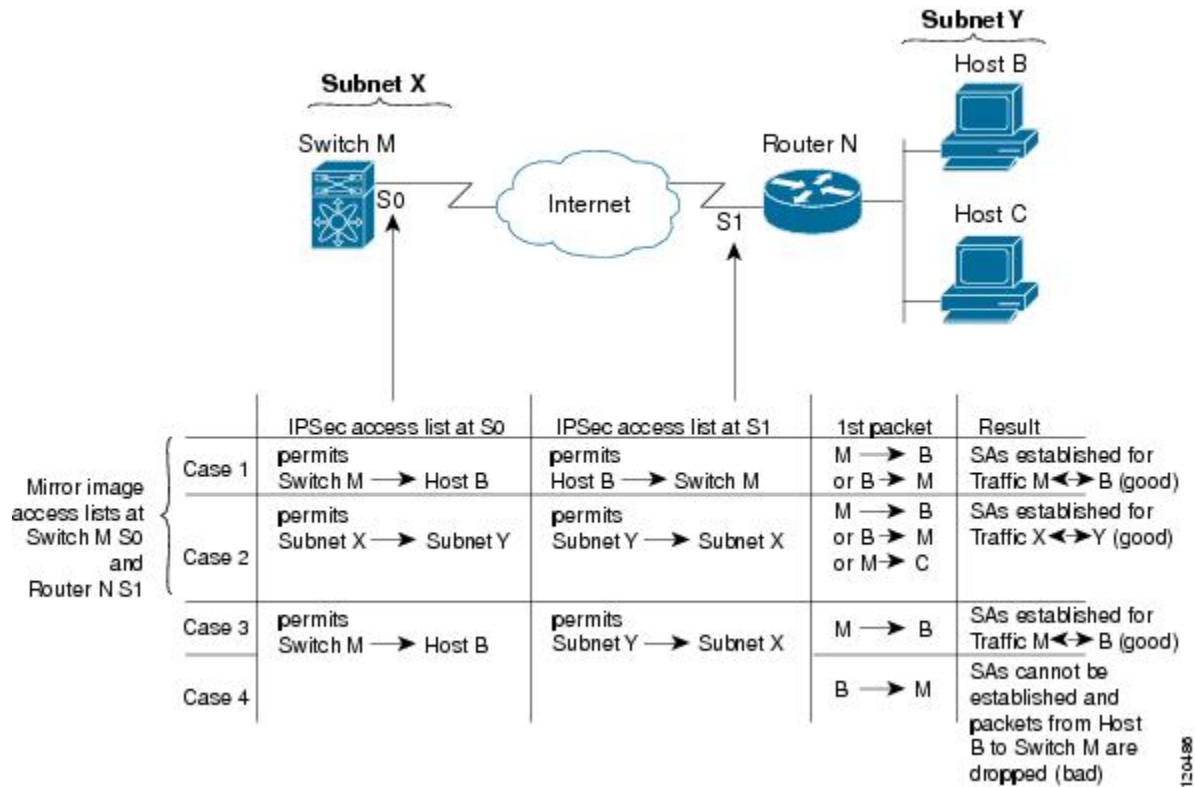 Subnet Y
Host B
Subnet X
Switch M
Router N
S0
Internet
S1
Host C
IPSec access list at S0
IPSec access list at S1
1st packet
Result
Mirror image
access lists at
Switch M S0
and
Router N S1
Case 1
permits
Switch M → Host B
permits
Host B → Switch M
M → B
or B → M
SAs established for
Traffic M ↔ B (good)
Case 2
permits
Subnet X → Subnet Y
permits
Subnet Y → Subnet X
M → B
or B → M
or M → C
SAs established for
Traffic X ↔ Y (good)
Case 3
permits
Switch M → Host B
permits
Subnet Y → Subnet X
M → B
SAs established for
Traffic M ↔ B (good)
Case 4
B → M
SAs cannot be
established and
packets from Host
B to Switch M are
dropped (bad)
120486